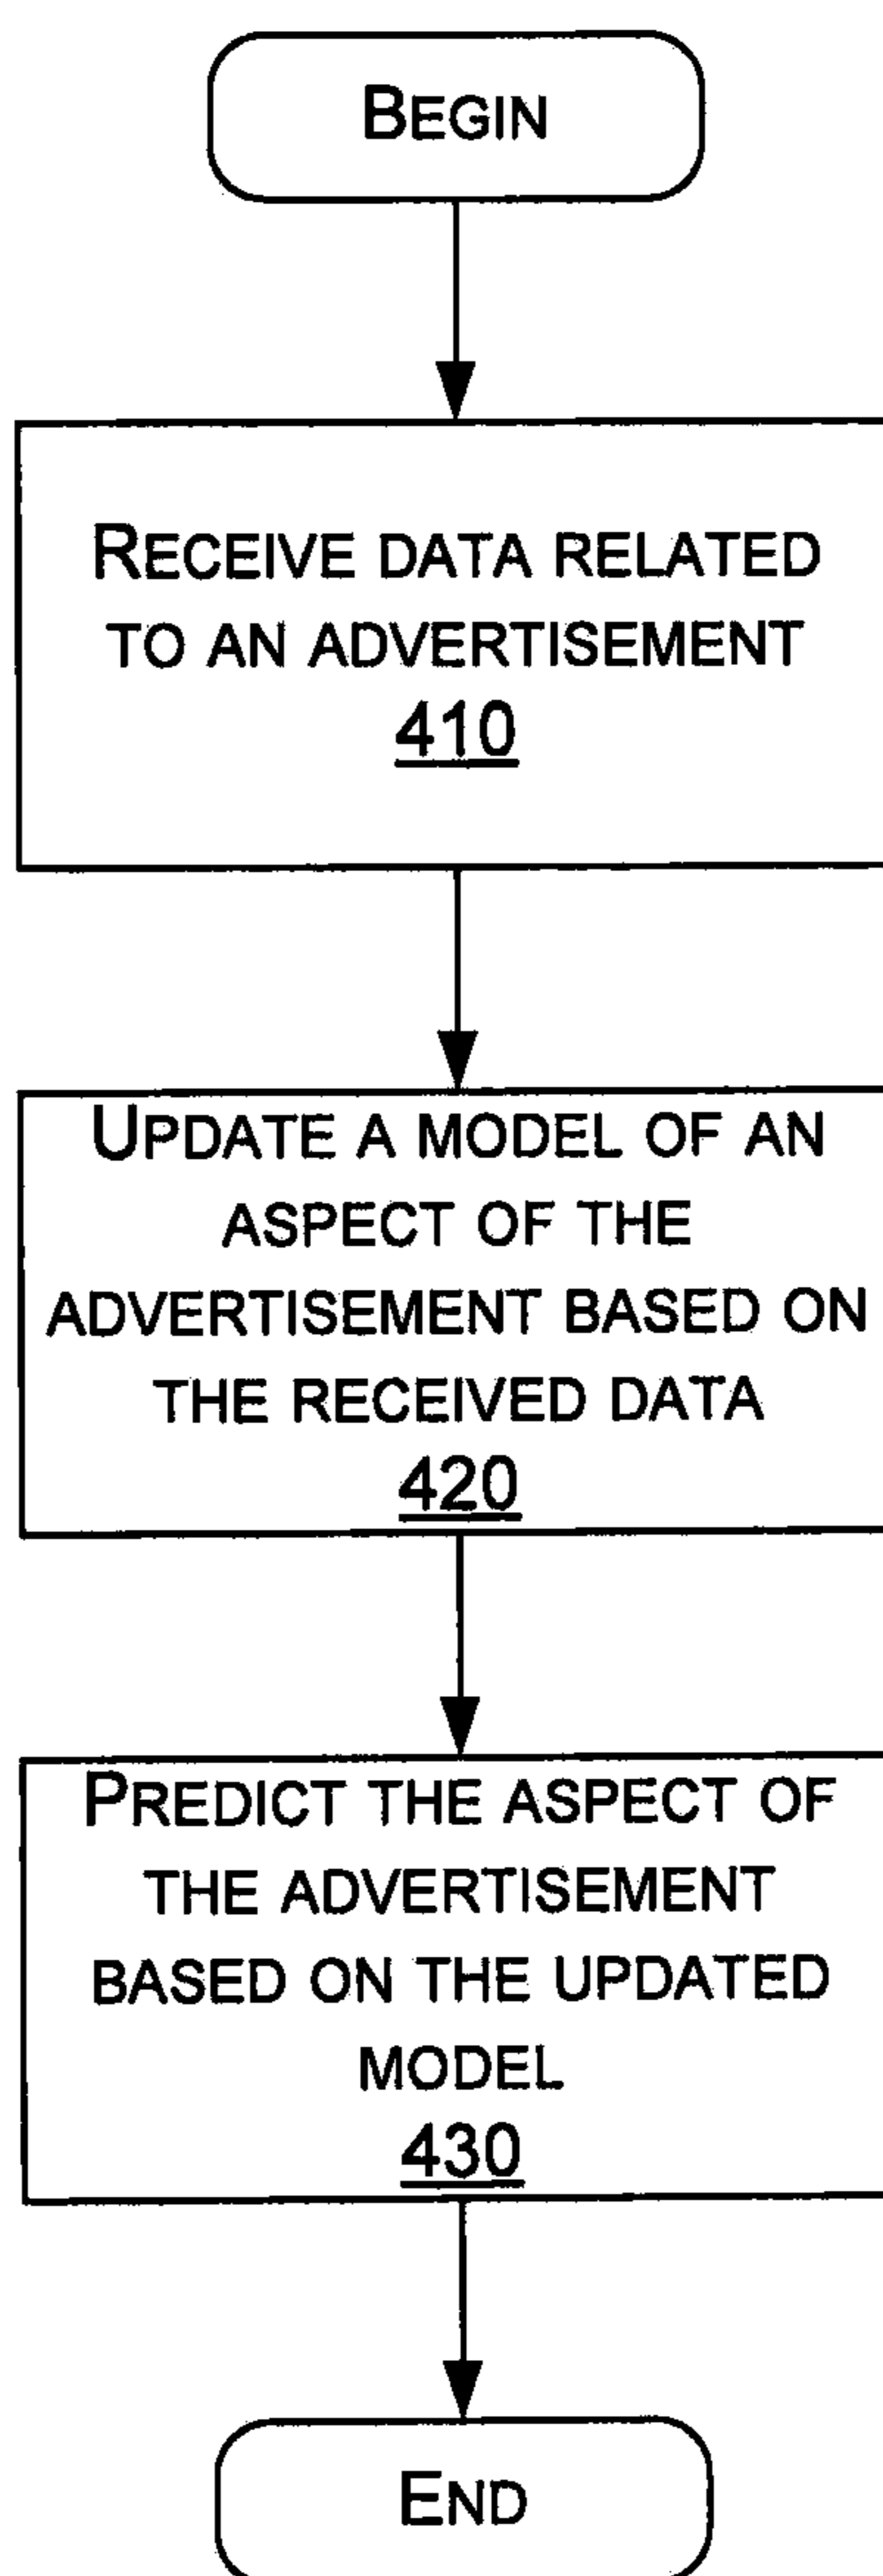 BEGIN
RECEIVE DATA RELATED
TO AN ADVERTISEMENT
410
UPDATE A MODEL OF AN
ASPECT OF THE
ADVERTISEMENT BASED ON
THE RECEIVED DATA
420
PREDICT THE ASPECT OF
THE ADVERTISEMENT
BASED ON THE UPDATED
MODEL
430
END